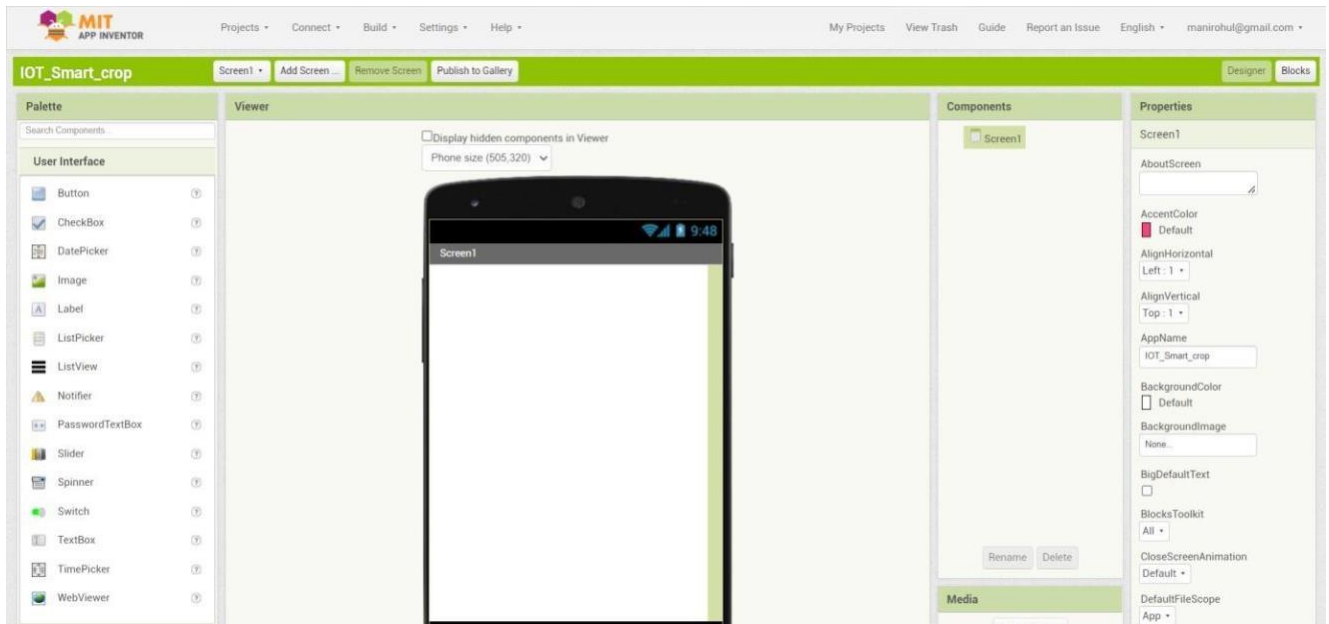 MIT
APP INVENTOR
Projects Connect Build Settings Help
My Projects View Trash Guide Report an Issue English manirohul@gmail.com
IOT_Smart_crop
Screen1 Add Screen ... Remove Screen Publish to Gallery
Designer Blocks
Palette
Search Components...
User Interface
Button
CheckBox
DatePicker
Image
Label
ListPicker
ListView
Notifier
PasswordTextBox
Slider
Spinner
Switch
TextBox
TimePicker
WebViewer
Viewer
Display hidden components in Viewer
Phone size (505,320)
9:48
Screen1
Components
Screen1
Rename Delete
Media
Properties
Screen1
AboutScreen
AccentColor
Default
AlignHorizontal
Left : 1
AlignVertical
Top : 1
AppName
IOT_Smart_crop
BackgroundColor
Default
BackgroundImage
None...
BigDefaultText
BlocksToolkit
All
CloseScreenAnimation
Default
DefaultFileScope
App